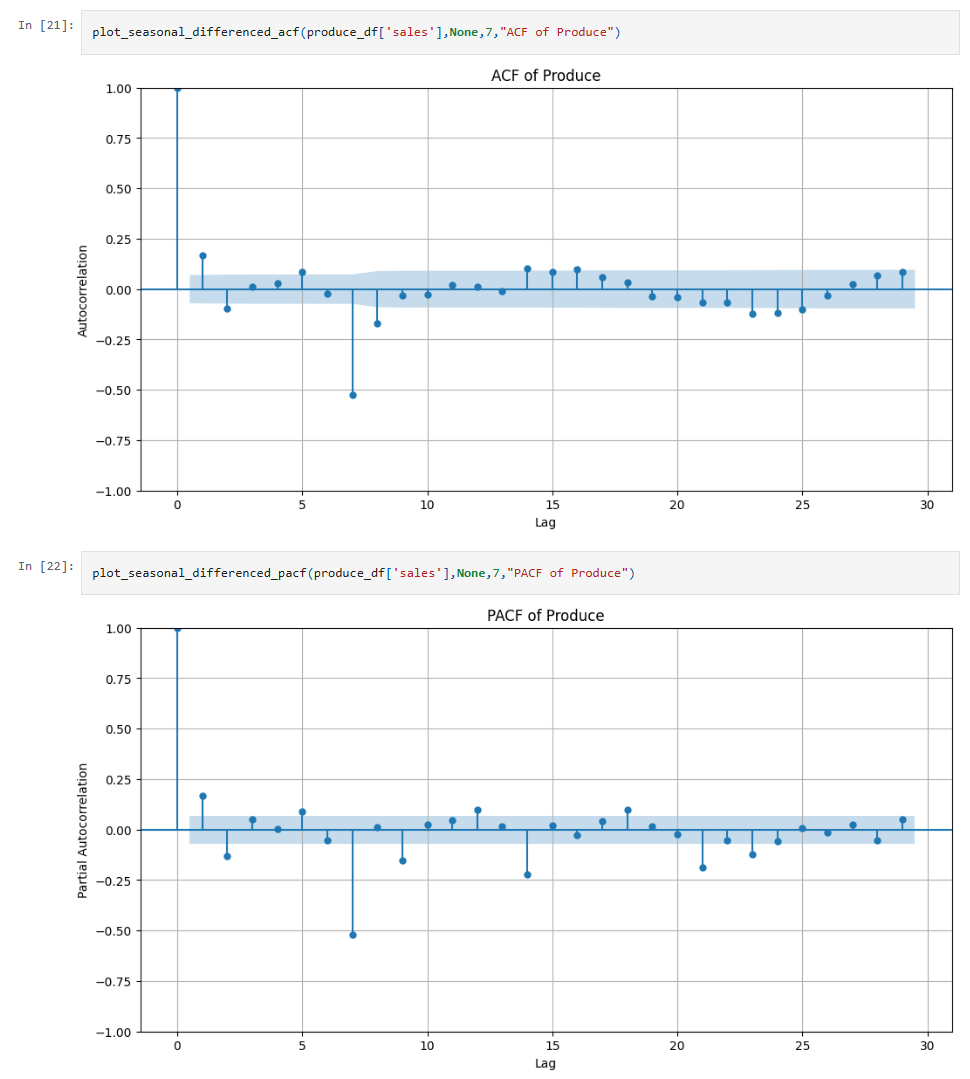 In [21]:
plot_seasonal_differenced_acf(produce_df['sales'],None,7,"ACF of Produce")
ACF of Produce
1.00
0.75
0.50
0.25
0.00
−0.25
−0.50
−0.75
−1.00
Autocorrelation
0 5 10 15 20 25 30
Lag
In [22]:
plot_seasonal_differenced_pacf(produce_df['sales'],None,7,"PACF of Produce")
PACF of Produce
1.00
0.75
0.50
0.25
0.00
−0.25
−0.50
−0.75
−1.00
Partial Autocorrelation
0 5 10 15 20 25 30
Lag